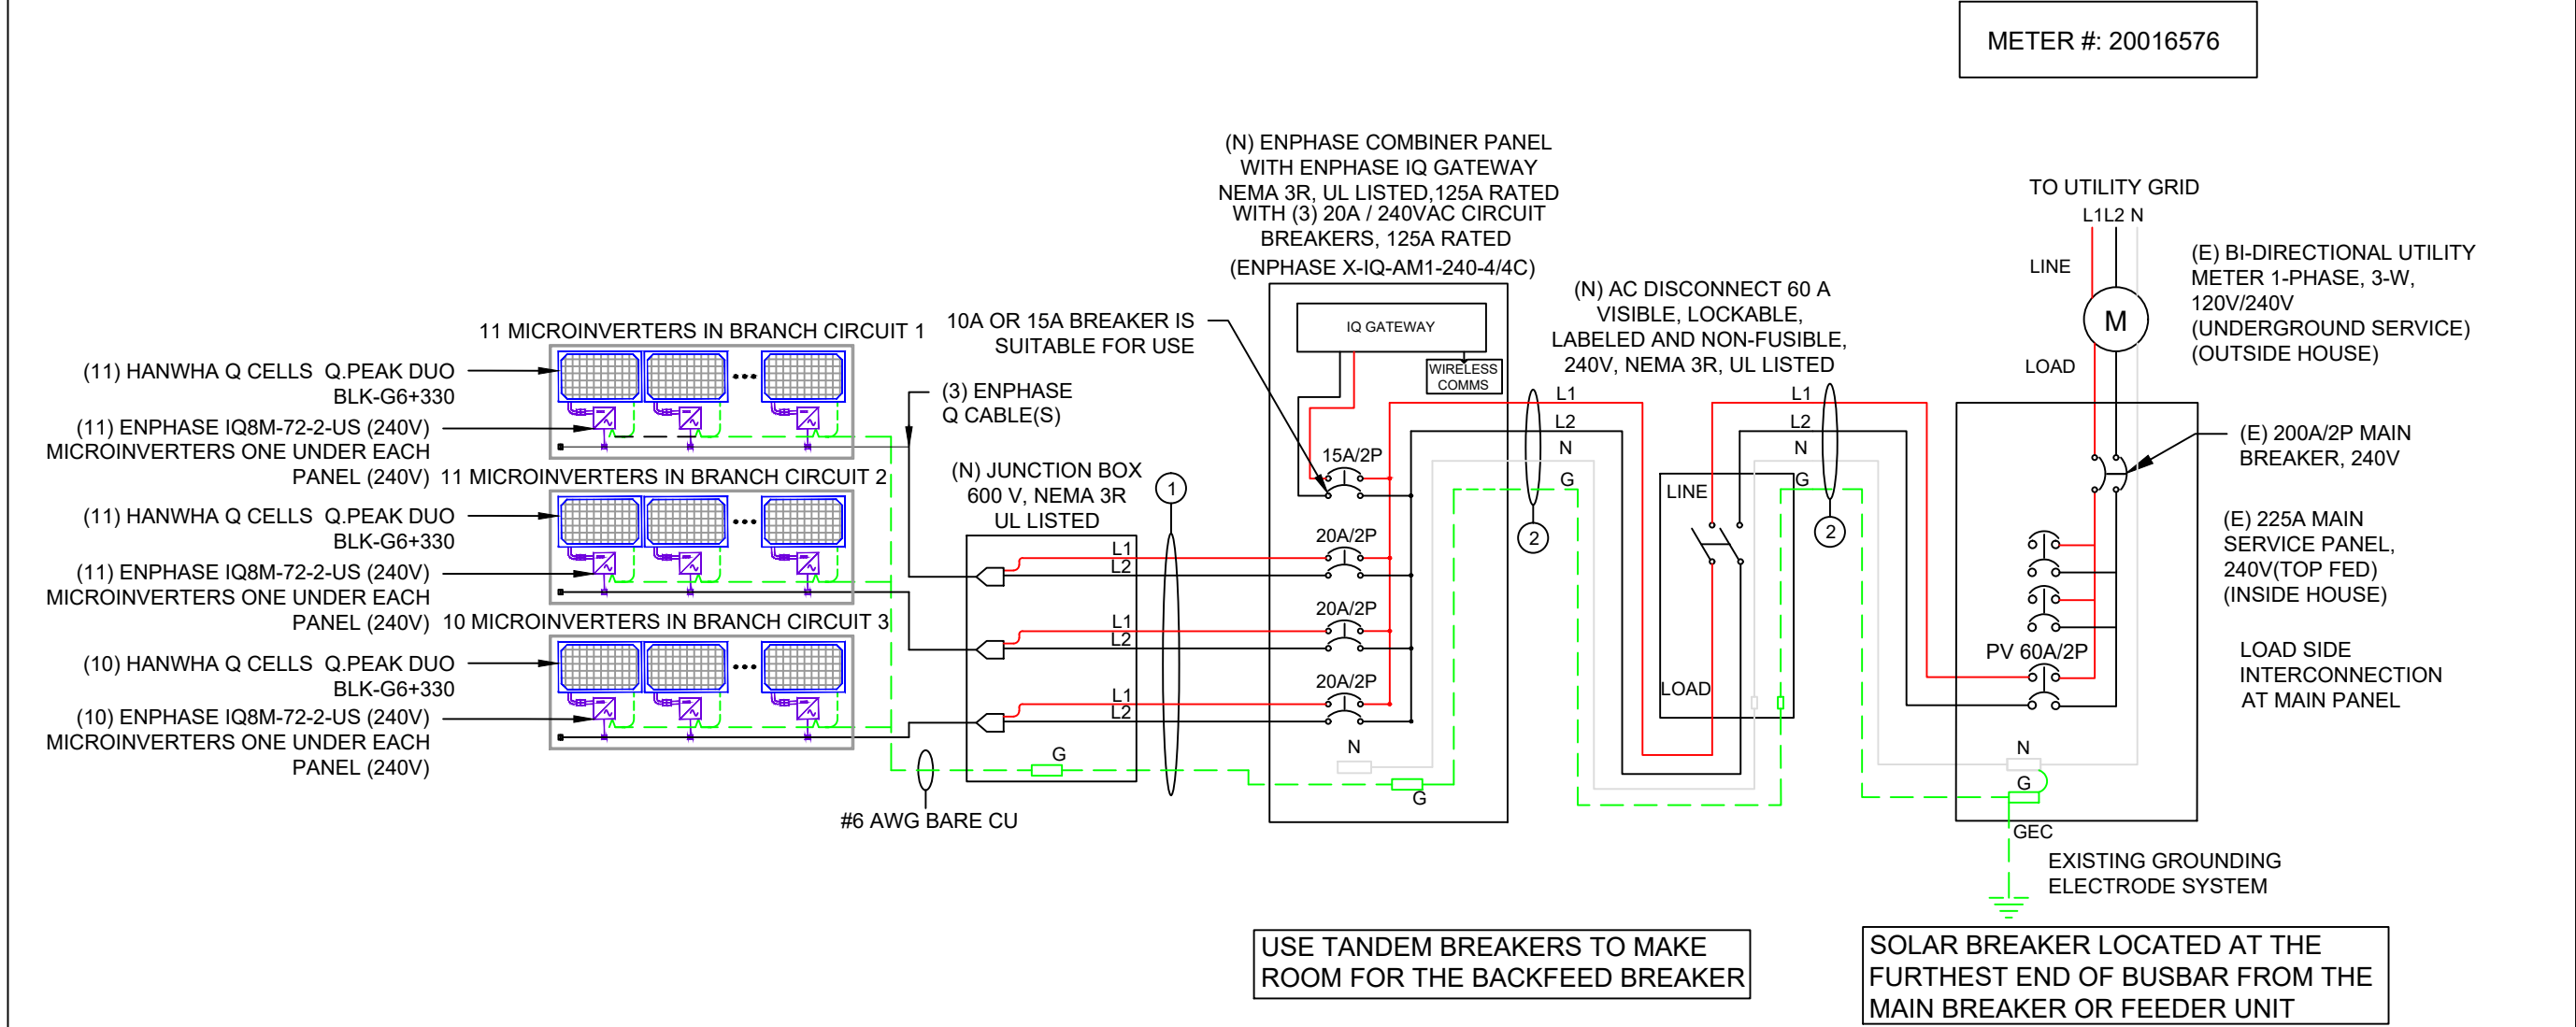 METER #: 20016576
(N) ENPHASE COMBINER PANEL
WITH ENPHASE IQ GATEWAY
NEMA 3R, UL LISTED,125A RATED
WITH (3) 20A / 240VAC CIRCUIT
BREAKERS, 125A RATED
(ENPHASE X-IQ-AM1-240-4/4C)
TO UTILITY GRID
L1L2 N
LINE
M
LOAD
(E) BI-DIRECTIONAL UTILITY
METER 1-PHASE, 3-W,
120V/240V
(UNDERGROUND SERVICE)
(OUTSIDE HOUSE)
(N) AC DISCONNECT 60 A
VISIBLE, LOCKABLE,
LABELED AND NON-FUSIBLE,
240V, NEMA 3R, UL LISTED
10A OR 15A BREAKER IS
SUITABLE FOR USE
IQ GATEWAY
WIRELESS
COMMS
11 MICROINVERTERS IN BRANCH CIRCUIT 1
(11) HANWHA Q CELLS Q.PEAK DUO
BLK-G6+330
(11) ENPHASE IQ8M-72-2-US (240V)
MICROINVERTERS ONE UNDER EACH
PANEL (240V)
(3) ENPHASE
Q CABLE(S)
11 MICROINVERTERS IN BRANCH CIRCUIT 2
(11) HANWHA Q CELLS Q.PEAK DUO
BLK-G6+330
(11) ENPHASE IQ8M-72-2-US (240V)
MICROINVERTERS ONE UNDER EACH
PANEL (240V)
10 MICROINVERTERS IN BRANCH CIRCUIT 3
(10) HANWHA Q CELLS Q.PEAK DUO
BLK-G6+330
(10) ENPHASE IQ8M-72-2-US (240V)
MICROINVERTERS ONE UNDER EACH
PANEL (240V)
(N) JUNCTION BOX
600 V, NEMA 3R
UL LISTED
1
L1
L2
L1
L2
L1
L2
G
#6 AWG BARE CU
15A/2P
20A/2P
20A/2P
20A/2P
N
G
L1
L2
N
G
2
LINE
LOAD
L1
L2
N
G
2
(E) 200A/2P MAIN
BREAKER, 240V
(E) 225A MAIN
SERVICE PANEL,
240V(TOP FED)
(INSIDE HOUSE)
PV 60A/2P
LOAD SIDE
INTERCONNECTION
AT MAIN PANEL
N
G
GEC
EXISTING GROUNDING
ELECTRODE SYSTEM
USE TANDEM BREAKERS TO MAKE
ROOM FOR THE BACKFEED BREAKER
SOLAR BREAKER LOCATED AT THE
FURTHEST END OF BUSBAR FROM THE
MAIN BREAKER OR FEEDER UNIT